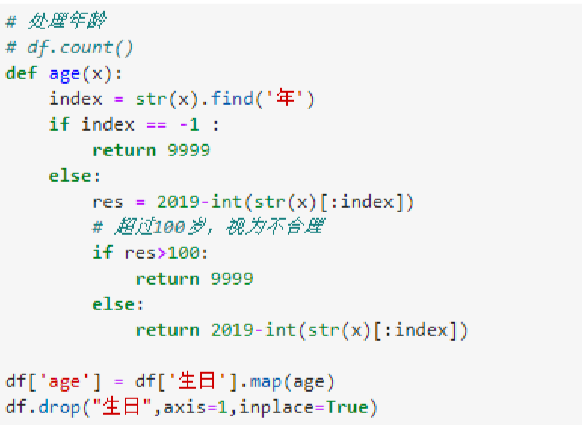 # 处理年龄
# df.count()
def age(x):
    index = str(x).find('年')
    if index == -1 :
        return 9999
    else:
        res = 2019-int(str(x)[:index])
        # 超过100岁，视为不合理
        if res>100:
            return 9999
        else:
            return 2019-int(str(x)[:index])
df['age'] = df['生日'].map(age)
df.drop("生日",axis=1,inplace=True)